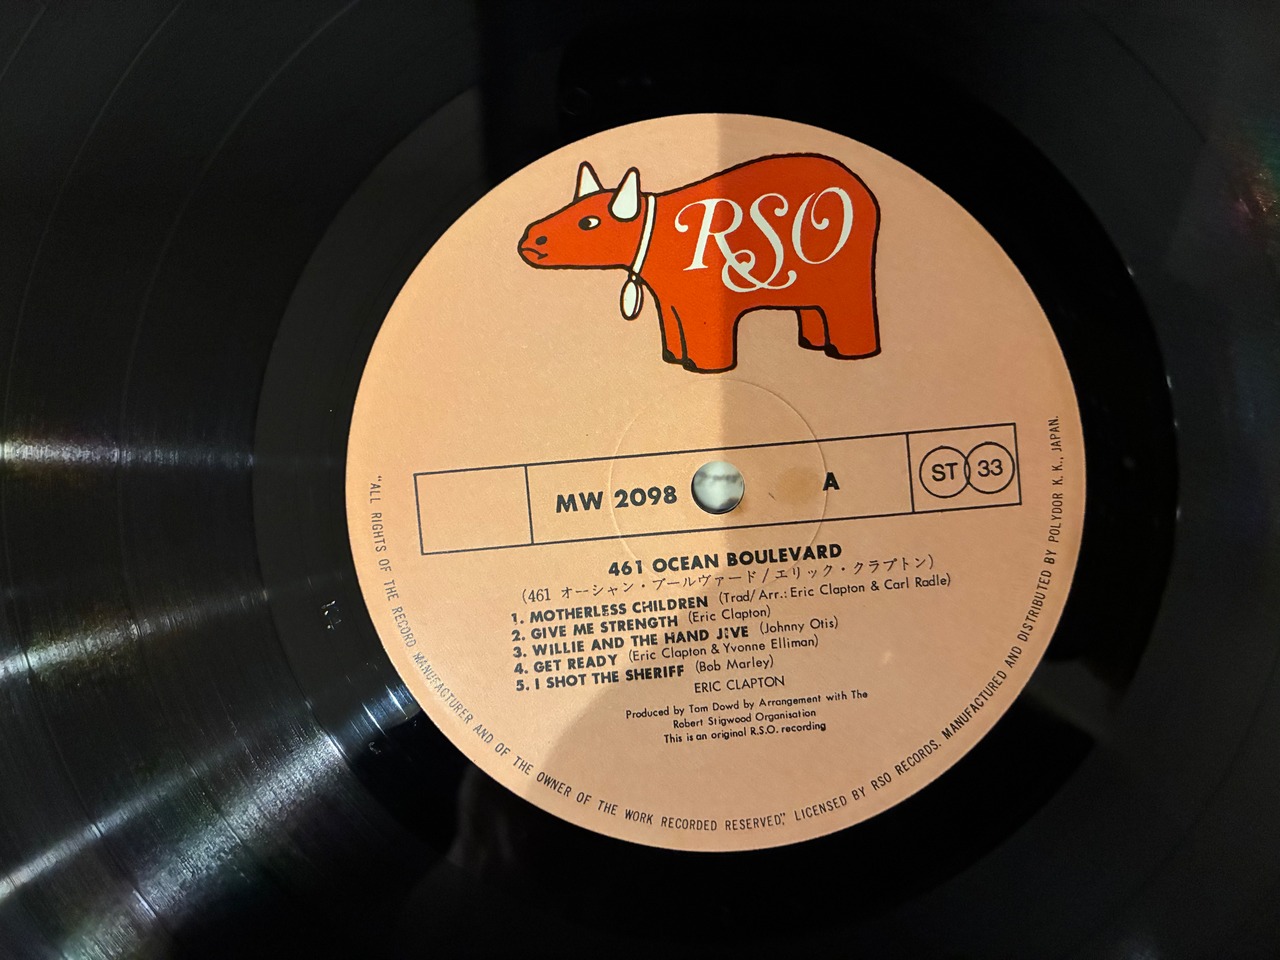 RSO
MW 2098 A ST 33
461 OCEAN BOULEVARD
(461 オーシャン・ブールヴァード / エリック・クラプトン)
1. MOTHERLESS CHILDREN (Trad/Arr.: Eric Clapton & Carl Radle)
2. GIVE ME STRENGTH (Eric Clapton)
3. WILLIE AND THE HAND JIVE (Johnny Otis)
4. GET READY (Eric Clapton & Yvonne Elliman)
5. I SHOT THE SHERIFF (Bob Marley)
ERIC CLAPTON
Produced by Tom Dowd by Arrangement with The
Robert Stigwood Organisation
This is an original R.S.O. recording
"ALL RIGHTS OF THE RECORD MANUFACTURER AND OF THE OWNER OF THE WORK RECORDED RESERVED", LICENSED BY RSO RECORDS. MANUFACTURED AND DISTRIBUTED BY POLYDOR K.K., JAPAN.